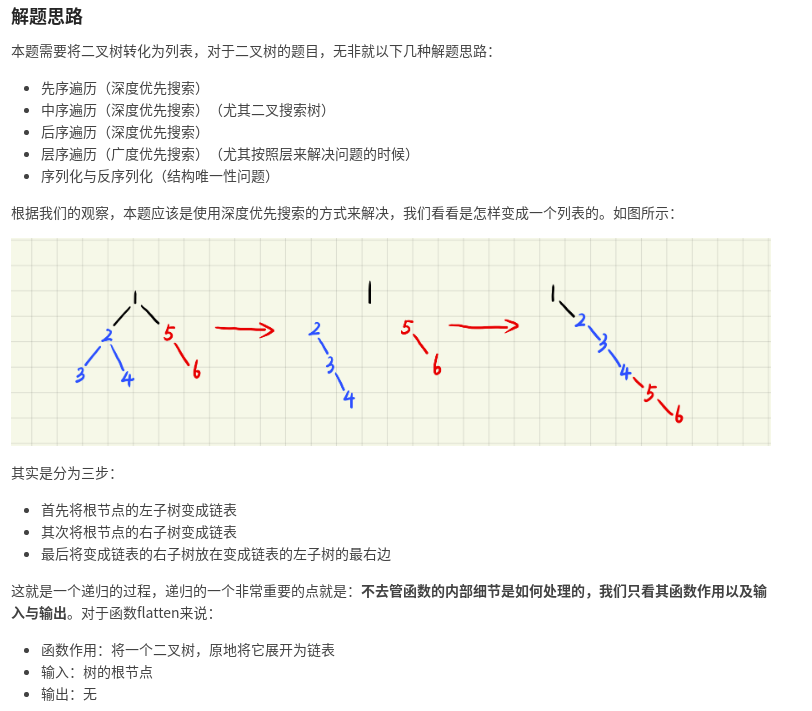 解题思路
本题需要将二叉树转化为列表，对于二叉树的题目，无非就以下几种解题思路：
先序遍历（深度优先搜索）
中序遍历（深度优先搜索）（尤其二叉搜索树）
后序遍历（深度优先搜索）
层序遍历（广度优先搜索）（尤其按照层来解决问题的时候）
序列化与反序列化（结构唯一性问题）
根据我们的观察，本题应该是使用深度优先搜索的方式来解决，我们看看是怎样变成一个列表的。如图所示：
1 1 1
2 5 2 5 2
3 4 6 3 6 3
4 4
5
6
其实是分为三步：
首先将根节点的左子树变成链表
其次将根节点的右子树变成链表
最后将变成链表的右子树放在变成链表的左子树的最右边
这就是一个递归的过程，递归的一个非常重要的点就是：不去管函数的内部细节是如何处理的，我们只看其函数作用以及输
入与输出。对于函数flatten来说：
函数作用：将一个二叉树，原地将它展开为链表
输入：树的根节点
输出：无